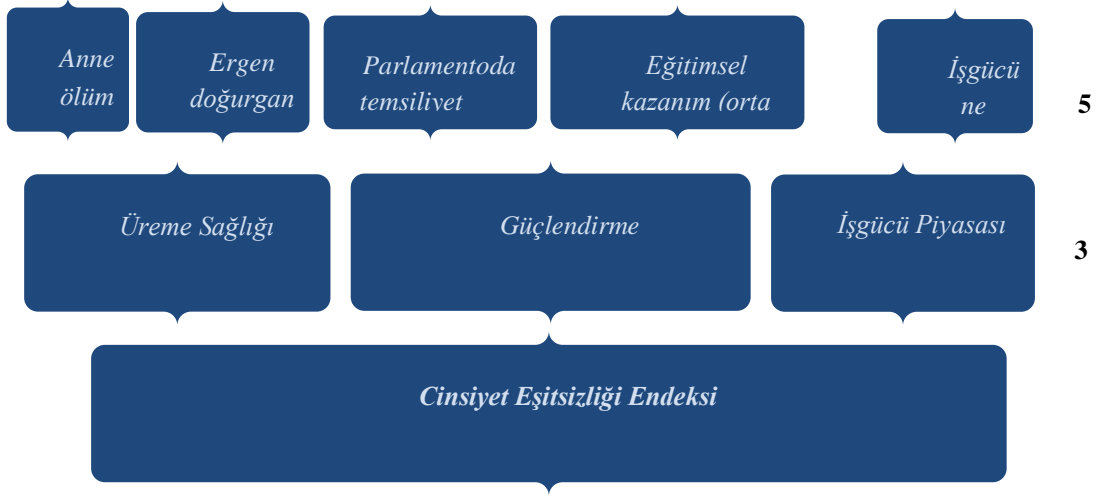 Anne
ölüm
Ergen
doğurgan
Parlamentoda
temsiliyet
Eğitimsel
kazanım (orta
İşgücü
ne
5
Üreme Sağlığı
Güçlendirme
İşgücü Piyasası
3
Cinsiyet Eşitsizliği Endeksi